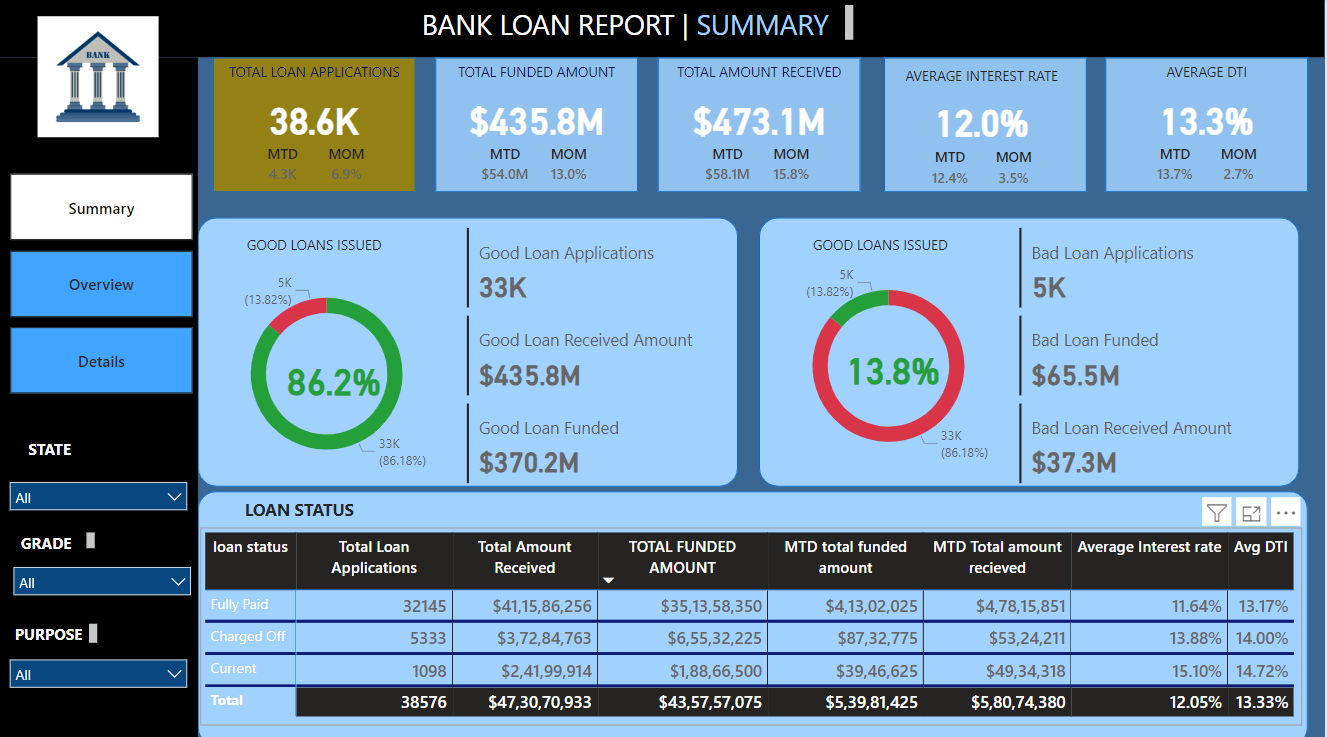 BANK LOAN REPORT | SUMMARY
BANK
TOTAL LOAN APPLICATIONS
38.6K
MTD MOM
4.3K 6.9%
TOTAL FUNDED AMOUNT
$435.8M
MTD MOM
$54.0M 13.0%
TOTAL AMOUNT RECEIVED
$473.1M
MTD MOM
$58.1M 15.8%
AVERAGE INTEREST RATE
12.0%
MTD MOM
12.4% 3.5%
AVERAGE DTI
13.3%
MTD MOM
13.7% 2.7%
Summary
Overview
Details
STATE
All
GRADE
All
PURPOSE
All
GOOD LOANS ISSUED
5K
(13.82%)
86.2%
33K
(86.18%)
Good Loan Applications
33K
Good Loan Received Amount
$435.8M
Good Loan Funded
$370.2M
GOOD LOANS ISSUED
5K
(13.82%)
13.8%
33K
(86.18%)
Bad Loan Applications
5K
Bad Loan Funded
$65.5M
Bad Loan Received Amount
$37.3M
LOAN STATUS
loan status Total Loan Applications Total Amount Received TOTAL FUNDED AMOUNT MTD total funded amount MTD Total amount recieved Average Interest rate Avg DTI
Fully Paid 32145 $41,15,86,256 $35,13,58,350 $4,13,02,025 $4,78,15,851 11.64% 13.17%
Charged Off 5333 $3,72,84,763 $6,55,32,225 $87,32,775 $53,24,211 13.88% 14.00%
Current 1098 $2,41,99,914 $1,88,66,500 $39,46,625 $49,34,318 15.10% 14.72%
Total 38576 $47,30,70,933 $43,57,57,075 $5,39,81,425 $5,80,74,380 12.05% 13.33%